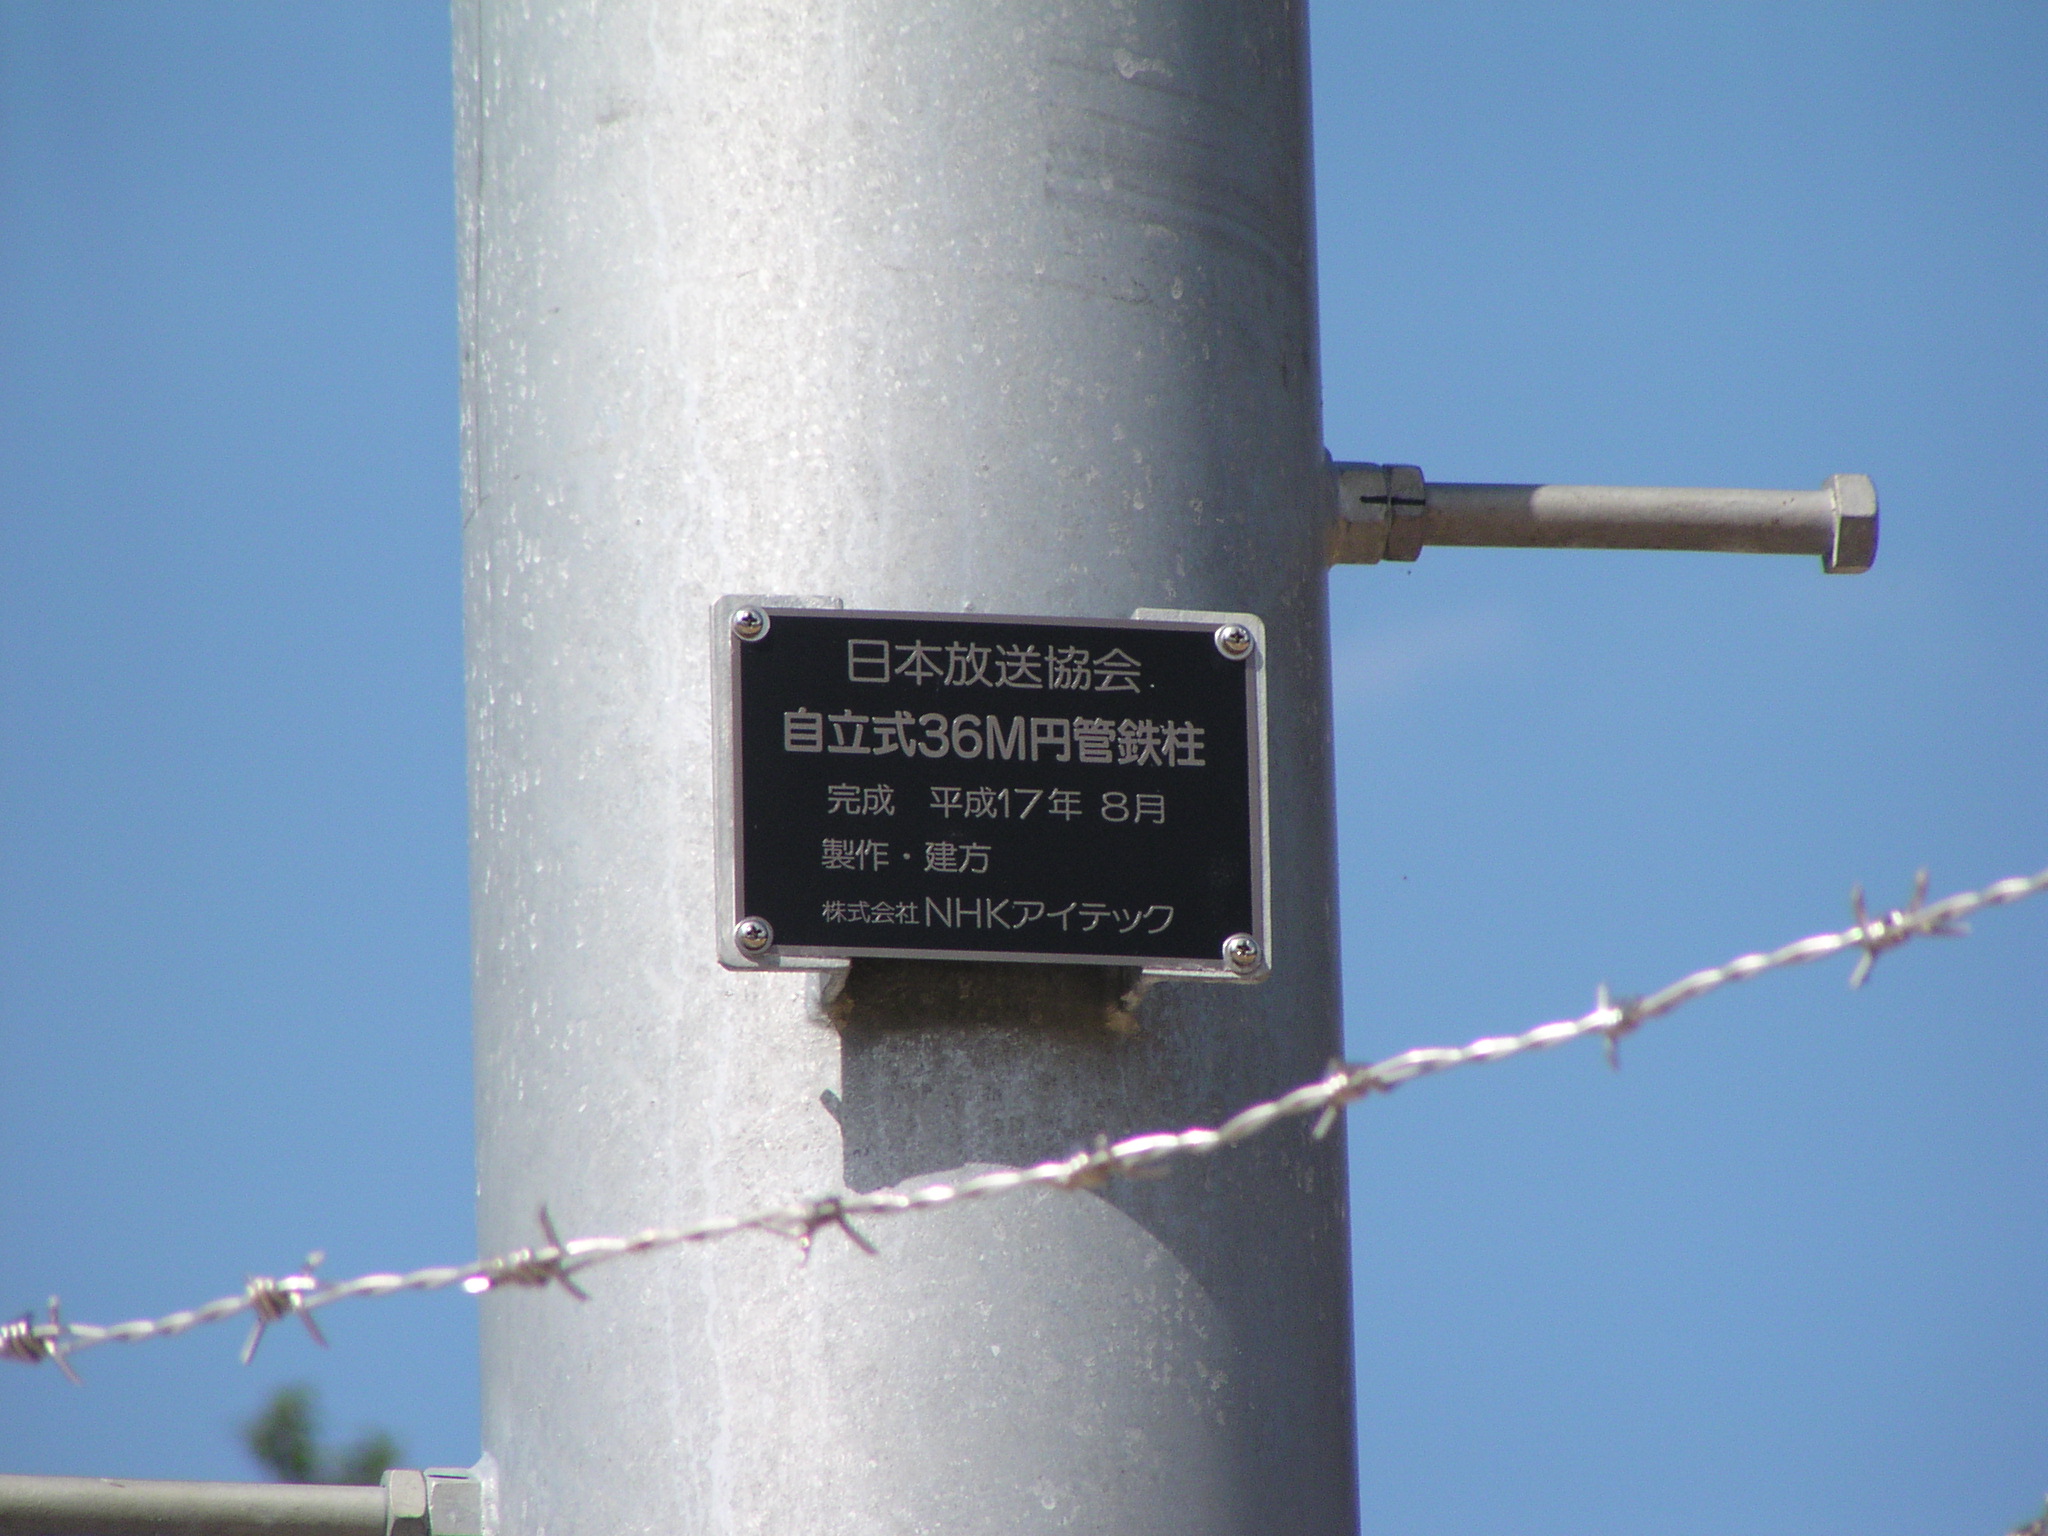 日本放送協会
自立式36M円管鉄柱
完成 平成17年 8月
製作・建方
株式会社NHKアイテック